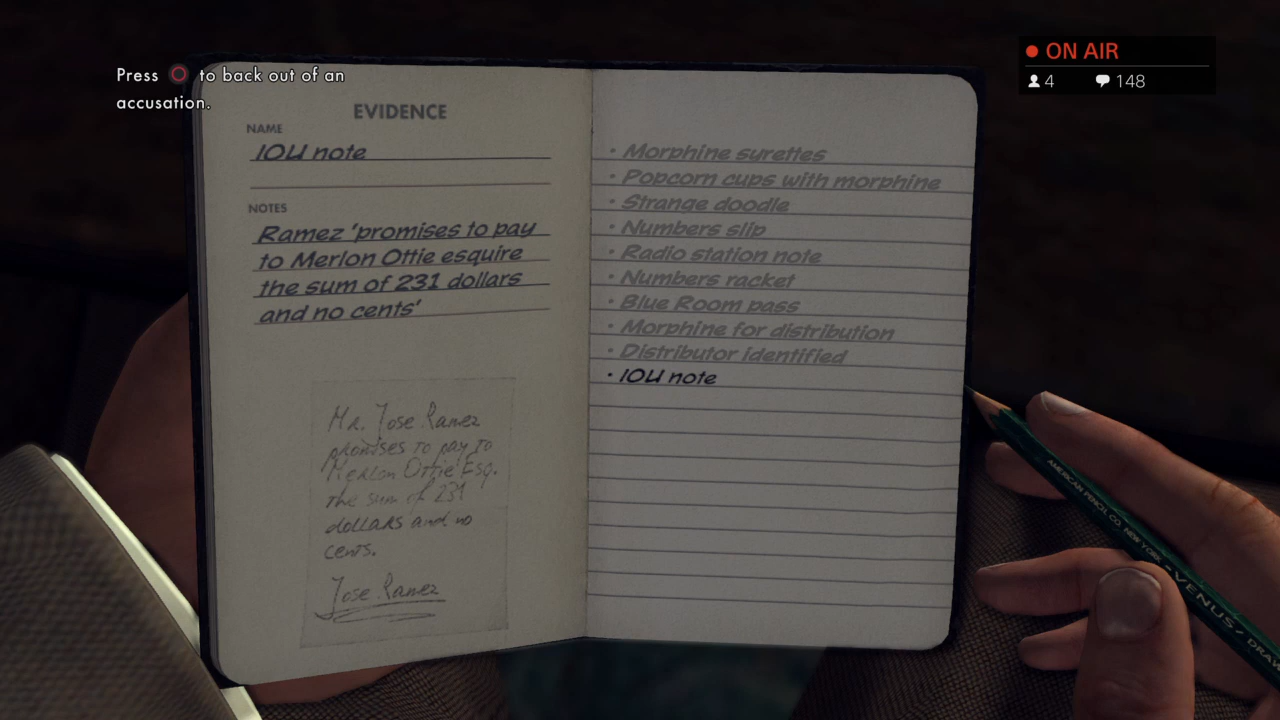 Press to back out of an
accusation.
ON AIR
4 148
EVIDENCE
NAME
IOU note
NOTES
Ramez 'promises to pay
to Merlon Ottie esquire
the sum of 231 dollars
and no cents'
Mr. Jose Ramez
promises to pay to
Merlon Ottie Esq.
the sum of 231
dollars and no
cents.
Jose Ramez
• Morphine surettes
• Popcorn cups with morphine
• Strange doodle
• Numbers slip
• Radio station note
• Numbers racket
• Blue Room pass
• Morphine for distribution
• Distributor identified
• IOU note
AMERICAN PENCIL CO. NEW YORK
VENUS